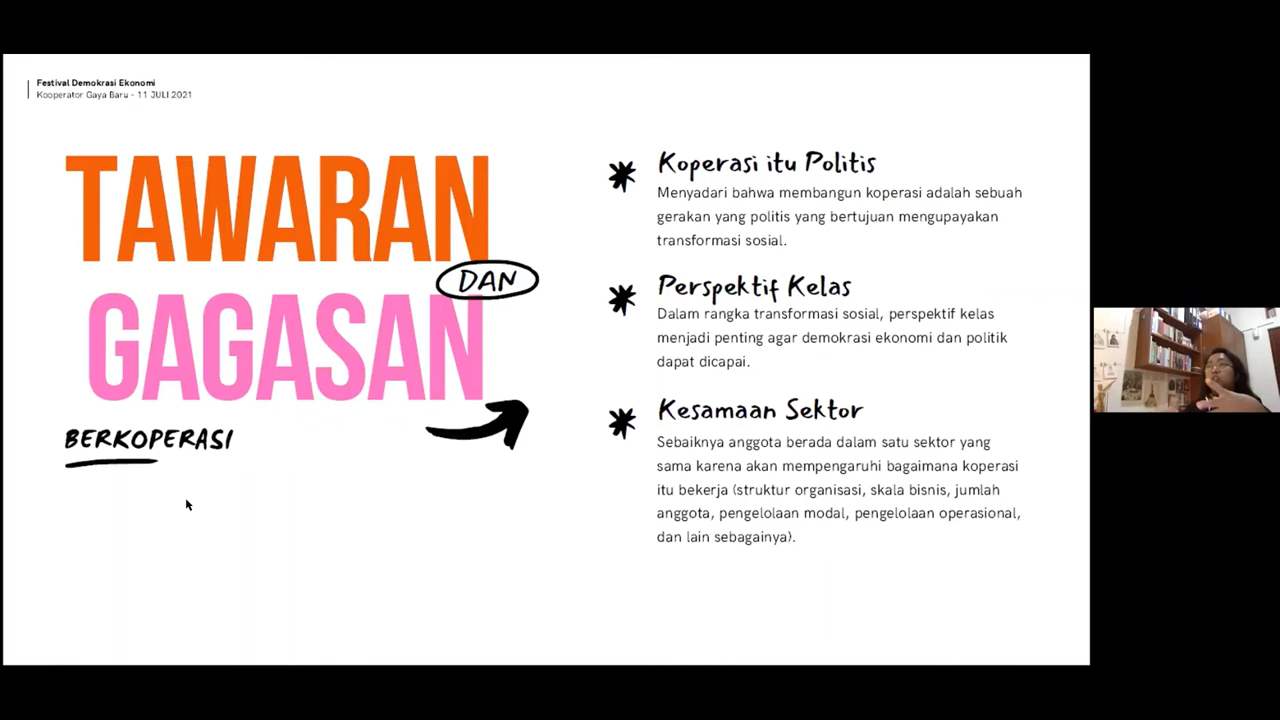 Festival Demokrasi Ekonomi
Kooperator Gaya Baru - 11 JULI 2021
TAWARAN
DAN
GAGASAN
BERKOPERASI
Koperasi itu Politis
Menyadari bahwa membangun koperasi adalah sebuah
gerakan yang politis yang bertujuan mengupayakan
transformasi sosial.
Perspektif Kelas
Dalam rangka transformasi sosial, perspektif kelas
menjadi penting agar demokrasi ekonomi dan politik
dapat dicapai.
Kesamaan Sektor
Sebaiknya anggota berada dalam satu sektor yang
sama karena akan mempengaruhi bagaimana koperasi
itu bekerja (struktur organisasi, skala bisnis, jumlah
anggota, pengelolaan modal, pengelolaan operasional,
dan lain sebagainya).